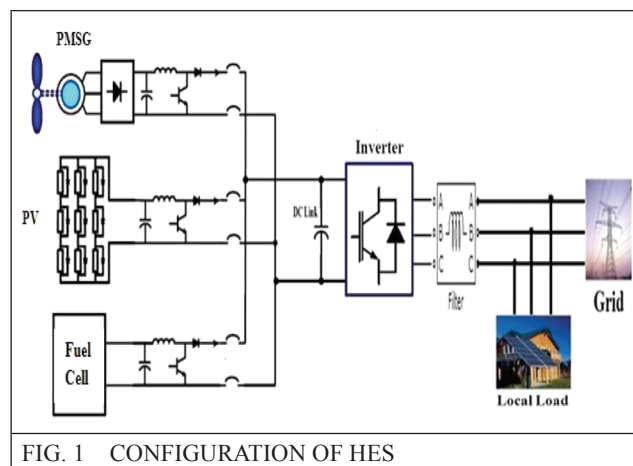 PMSG
PV
Fuel
Cell
DC Link
Inverter
A
B
C
A
B
C
Filter
Grid
Local Load
FIG. 1 CONFIGURATION OF HES